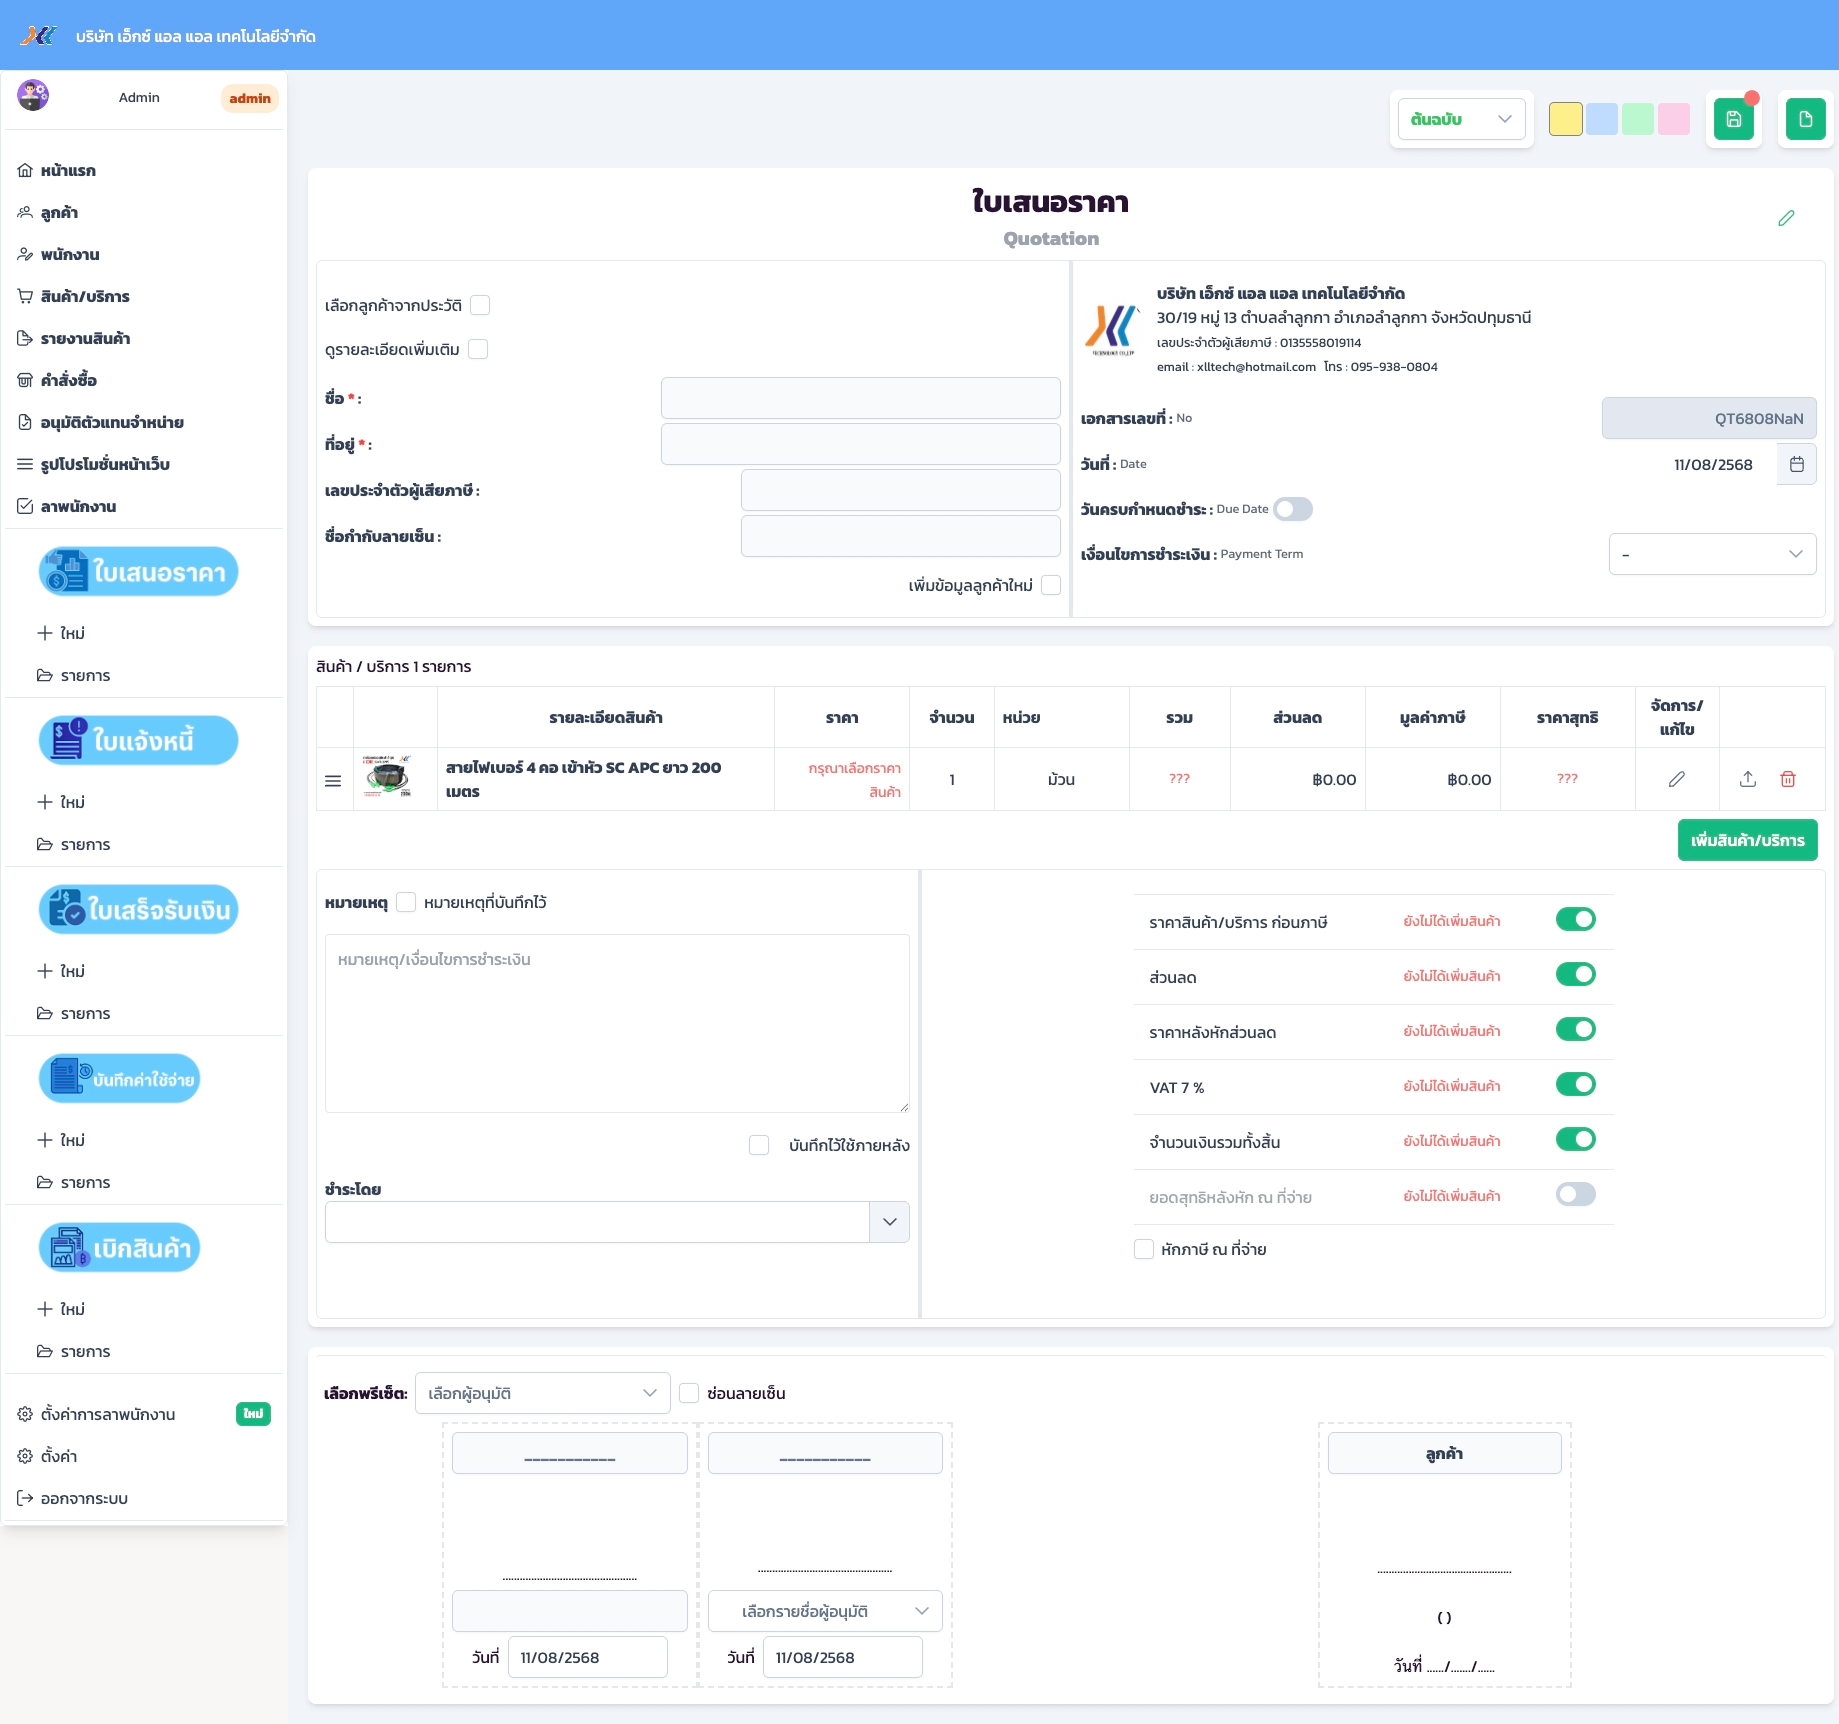 บริษัท เอ็กซ์ แอล แอล เทคโนโลยีจำกัด
Admin
admin
หน้าแรก
ลูกค้า
พนักงาน
สินค้า/บริการ
รายงานสินค้า
คำสั่งซื้อ
อนุมัติตัวแทนจำหน่าย
รูปโปรโมชั่นหน้าเว็บ
ลาพนักงาน
ใบเสนอราคา
ใหม่
รายการ
ใบแจ้งหนี้
ใหม่
รายการ
ใบเสร็จรับเงิน
ใหม่
รายการ
บันทึกค่าใช้จ่าย
ใหม่
รายการ
เบิกสินค้า
ใหม่
รายการ
ตั้งค่าการลาพนักงาน ใหม่
ตั้งค่า
ออกจากระบบ
ต้นฉบับ
ใบเสนอราคา
Quotation
เลือกลูกค้าจากประวัติ
ดูรายละเอียดเพิ่มเติม
ชื่อ * :
ที่อยู่ * :
เลขประจำตัวผู้เสียภาษี :
ชื่อกำกับลายเซ็น :
เพิ่มข้อมูลลูกค้าใหม่
บริษัท เอ็กซ์ แอล แอล เทคโนโลยีจำกัด
30/19 หมู่ 13 ตำบลลำลูกกา อำเภอลำลูกกา จังหวัดปทุมธานี
เลขประจำตัวผู้เสียภาษี : 0135558019114
email : xlltech@hotmail.com โทร : 095-938-0804
เอกสารเลขที่ : No QT6808NaN
วันที่ : Date 11/08/2568
วันครบกำหนดชำระ : Due Date
เงื่อนไขการชำระเงิน : Payment Term -
สินค้า / บริการ 1 รายการ
รายละเอียดสินค้า ราคา จำนวน หน่วย รวม ส่วนลด มูลค่าภาษี ราคาสุทธิ จัดการ/
แก้ไข
สายไฟเบอร์ 4 คอ เข้าหัว SC APC ยาว 200
เมตร
กรุณาเลือกราคา
สินค้า
1 ม้วน ??? ฿0.00 ฿0.00 ???
เพิ่มสินค้า/บริการ
หมายเหตุ หมายเหตุที่บันทึกไว้
หมายเหตุ/เงื่อนไขการชำระเงิน
บันทึกไว้ใช้ภายหลัง
ชำระโดย
ราคาสินค้า/บริการ ก่อนภาษี ยังไม่ได้เพิ่มสินค้า
ส่วนลด ยังไม่ได้เพิ่มสินค้า
ราคาหลังหักส่วนลด ยังไม่ได้เพิ่มสินค้า
VAT 7 % ยังไม่ได้เพิ่มสินค้า
จำนวนเงินรวมทั้งสิ้น ยังไม่ได้เพิ่มสินค้า
ยอดสุทธิหลังหัก ณ ที่จ่าย ยังไม่ได้เพิ่มสินค้า
หักภาษี ณ ที่จ่าย
เลือกพรีเซ็ต: เลือกผู้อนุมัติ ซ่อนลายเซ็น
___________ ___________ ลูกค้า
เลือกรายชื่อผู้อนุมัติ
( )
วันที่ 11/08/2568 วันที่ 11/08/2568
วันที่ ....../......./......